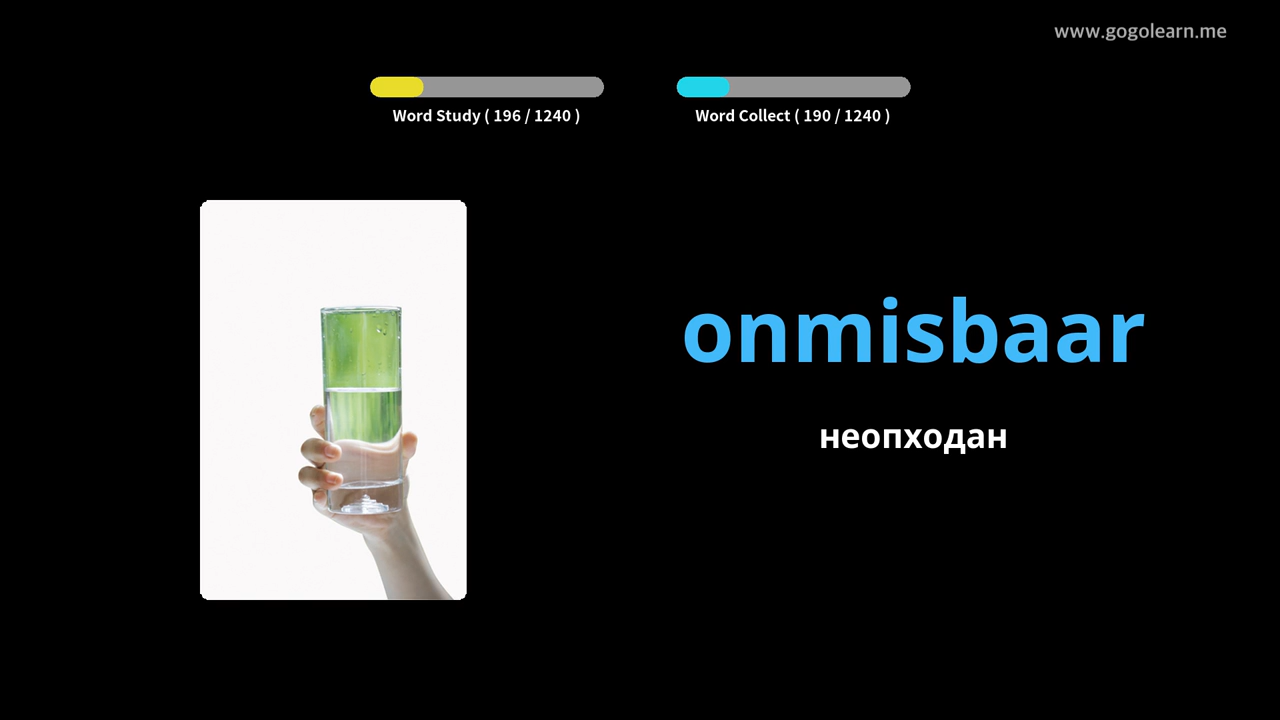 www.gogolearn.me
Word Study ( 196 / 1240 )
Word Collect ( 190 / 1240 )
onmisbaar
неопходан